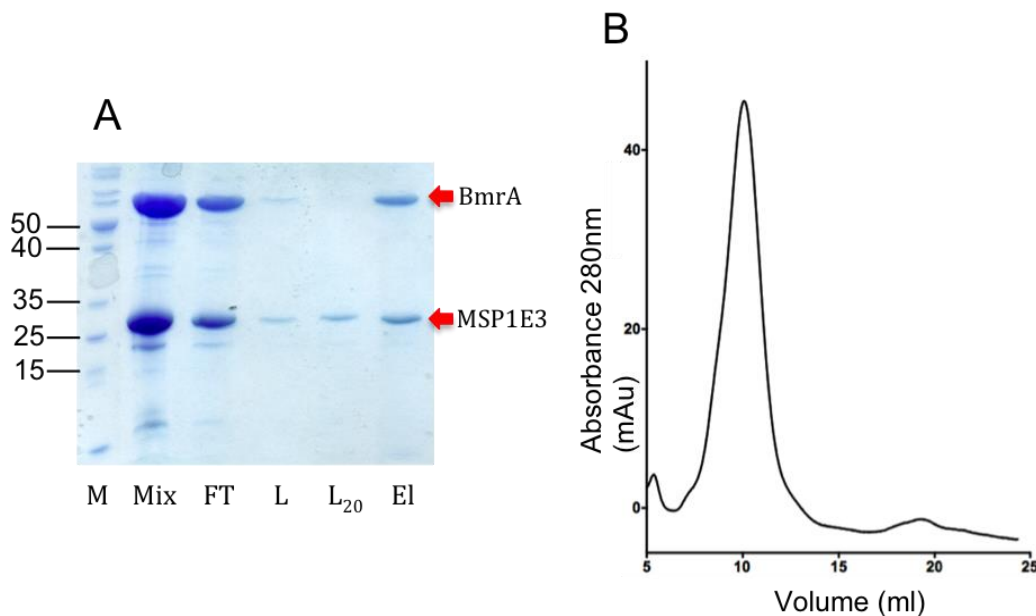 A
50
40
35
25
15
BmrA
MSP1E3
M Mix FT L L₂₀ El
B
Absorbance 280nm
(mAu)
40
20
0
5 10 15 20 25
Volume (ml)